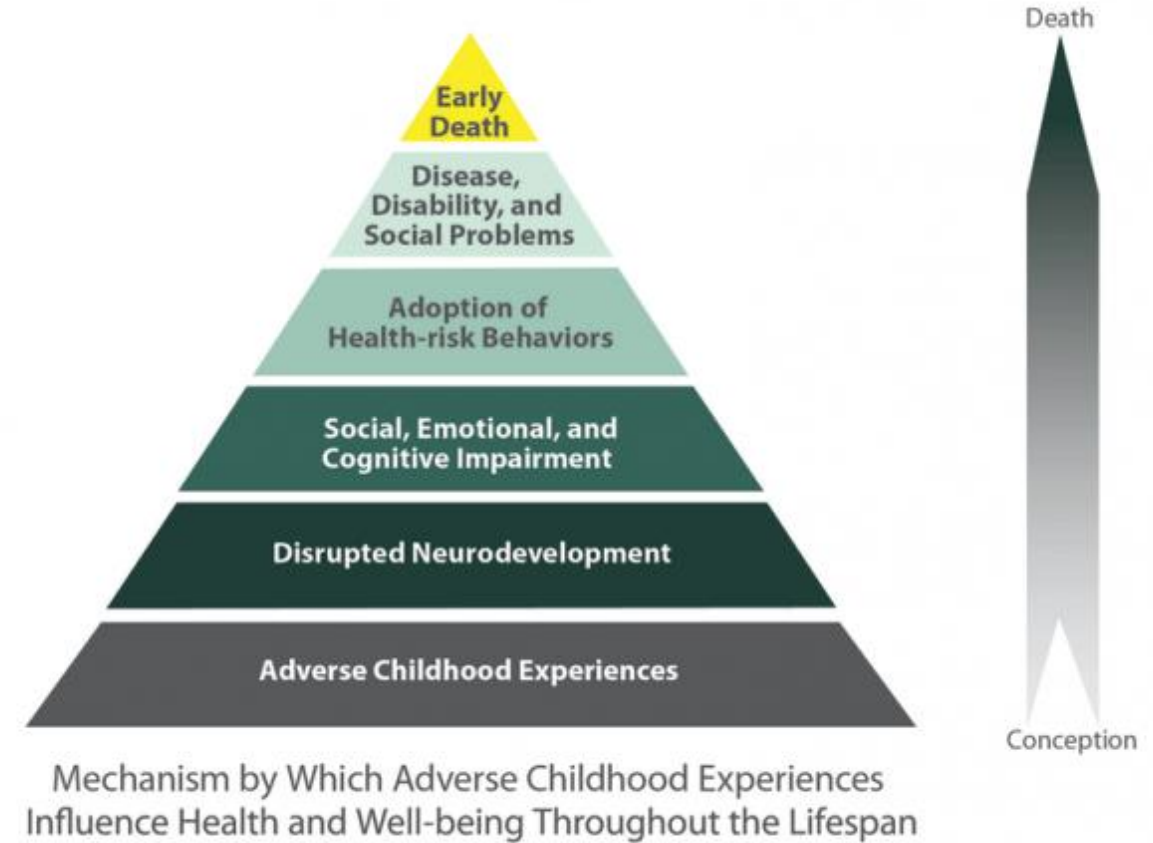 Death
Early
Death
Disease,
Disability, and
Social Problems
Adoption of
Health-risk Behaviors
Social, Emotional, and
Cognitive Impairment
Disrupted Neurodevelopment
Adverse Childhood Experiences
Conception
Mechanism by Which Adverse Childhood Experiences
Influence Health and Well-being Throughout the Lifespan